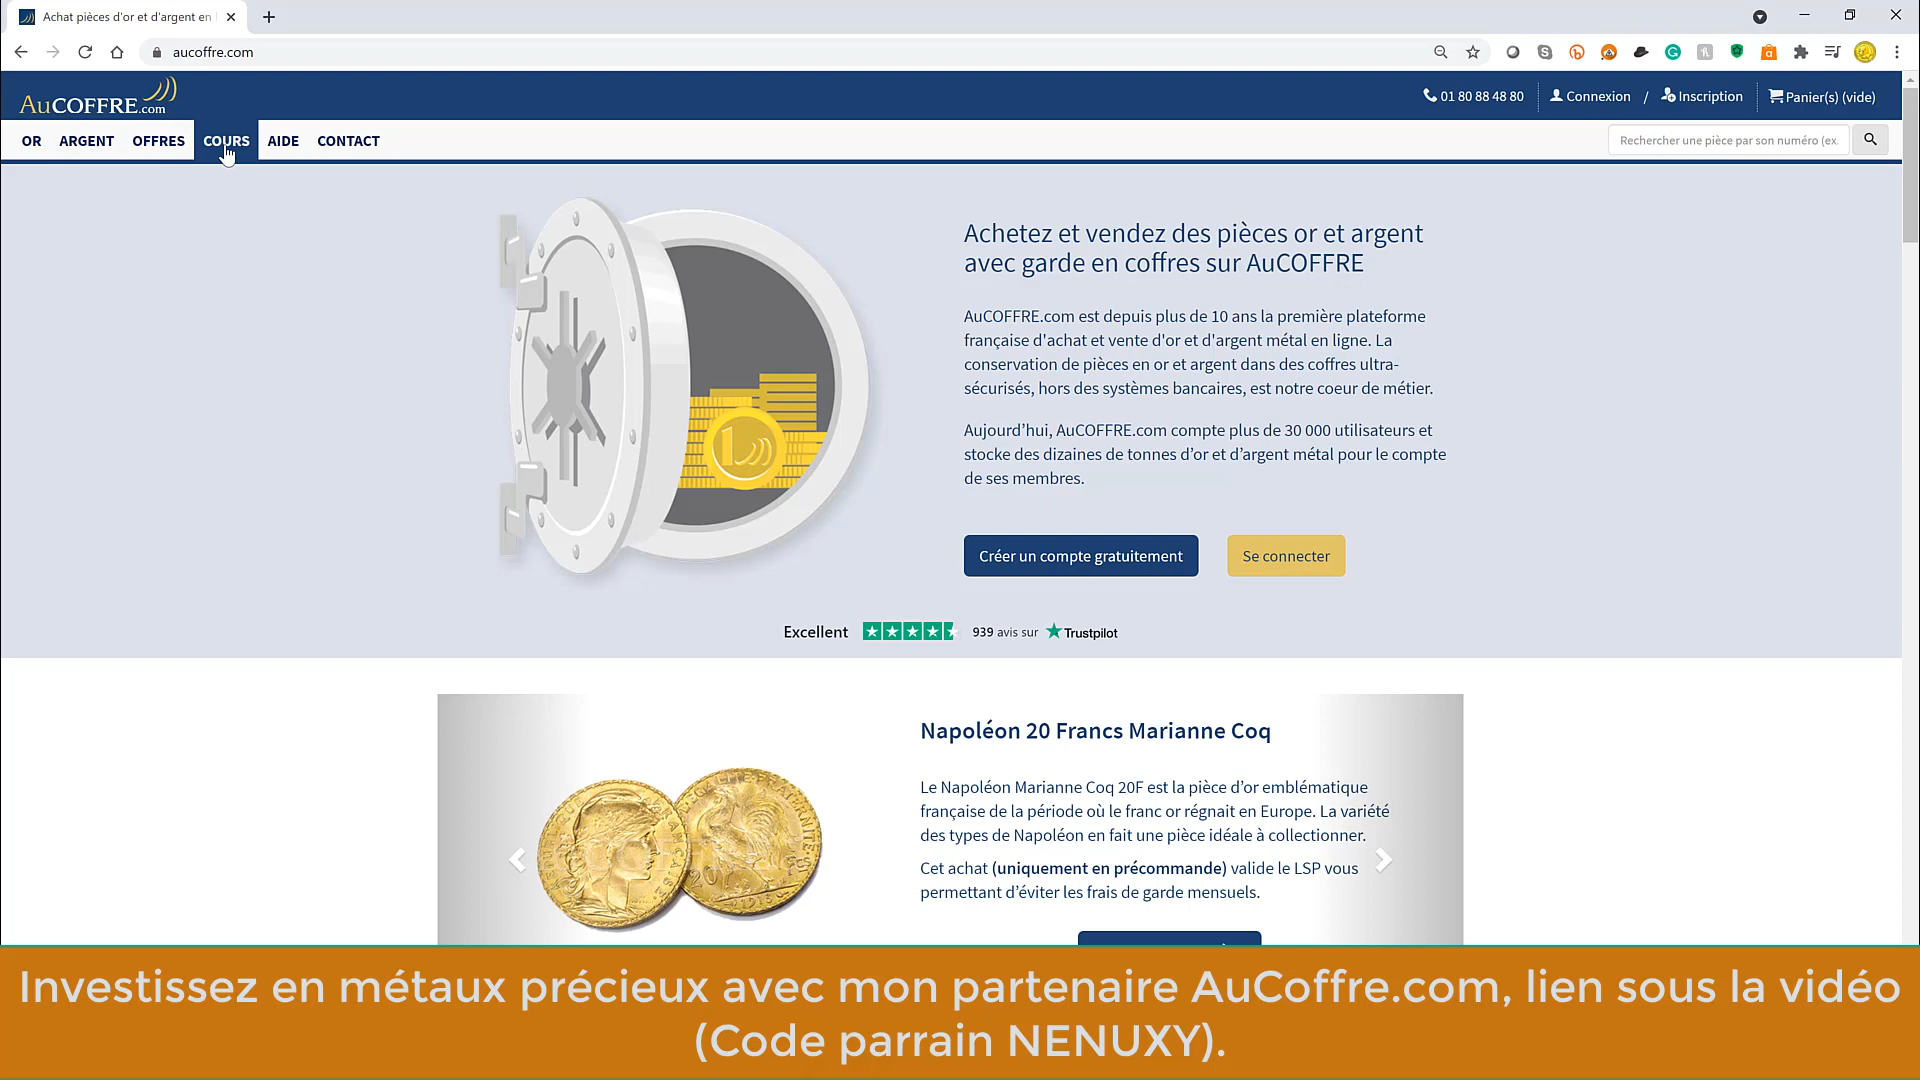 Achat pièces d'or et d'argent en
aucoffre.com
AuCOFFRE.com
01 80 88 48 80
Connexion / Inscription
Panier(s) (vide)
OR ARGENT OFFRES COURS AIDE CONTACT
Rechercher une pièce par son numéro (ex.
Achetez et vendez des pièces or et argent
avec garde en coffres sur AuCOFFRE
AuCOFFRE.com est depuis plus de 10 ans la première plateforme
française d'achat et vente d'or et d'argent métal en ligne. La
conservation de pièces en or et argent dans des coffres ultra-
sécurisés, hors des systèmes bancaires, est notre coeur de métier.
Aujourd’hui, AuCOFFRE.com compte plus de 30 000 utilisateurs et
stocke des dizaines de tonnes d’or et d’argent métal pour le compte
de ses membres.
Créer un compte gratuitement
Se connecter
Excellent
939 avis sur Trustpilot
Napoléon 20 Francs Marianne Coq
Le Napoléon Marianne Coq 20F est la pièce d’or emblématique
française de la période où le franc or régnait en Europe. La variété
des types de Napoléon en fait une pièce idéale à collectionner.
Cet achat (uniquement en précommande) valide le LSP vous
permettant d’éviter les frais de garde mensuels.
Investissez en métaux précieux avec mon partenaire AuCoffre.com, lien sous la vidéo
(Code parrain NENUXY).